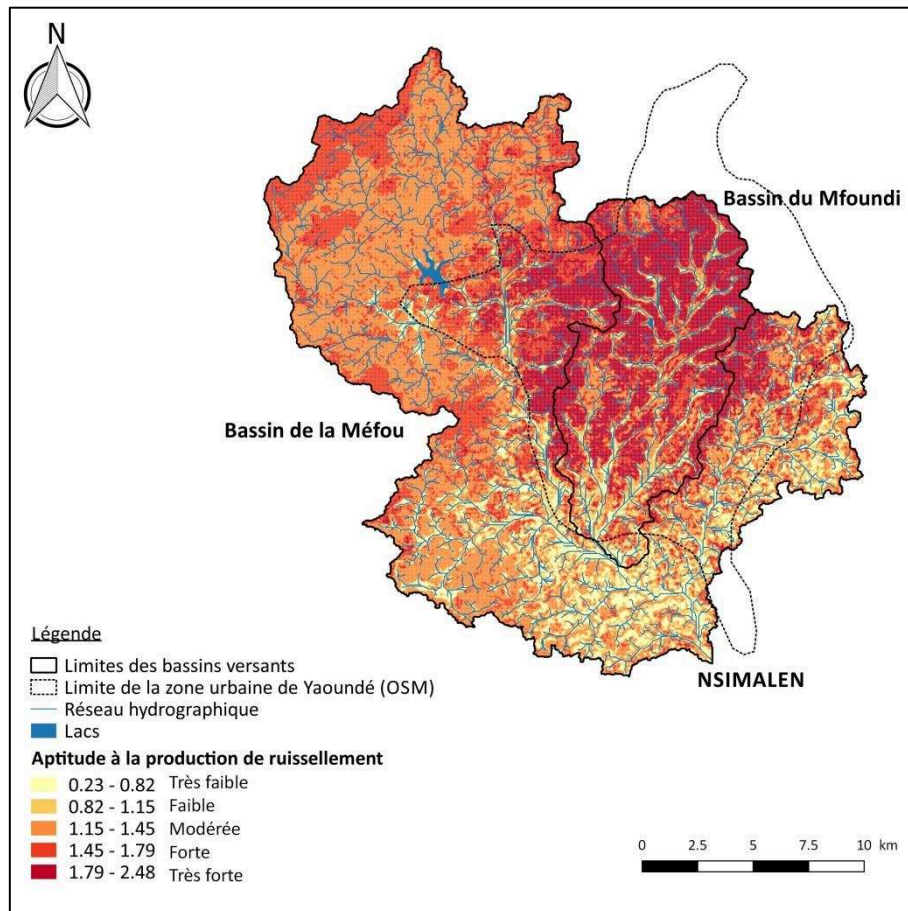 N
Bassin du Mfoundi
Bassin de la Méfou
NSIMALEN
Légende
Limites des bassins versants
Limite de la zone urbaine de Yaoundé (OSM)
Réseau hydrographique
Lacs
Aptitude à la production de ruissellement
0.23 - 0.82 Très faible
0.82 - 1.15 Faible
1.15 - 1.45 Modérée
1.45 - 1.79 Forte
1.79 - 2.48 Très forte
0 2.5 5 7.5 10 km